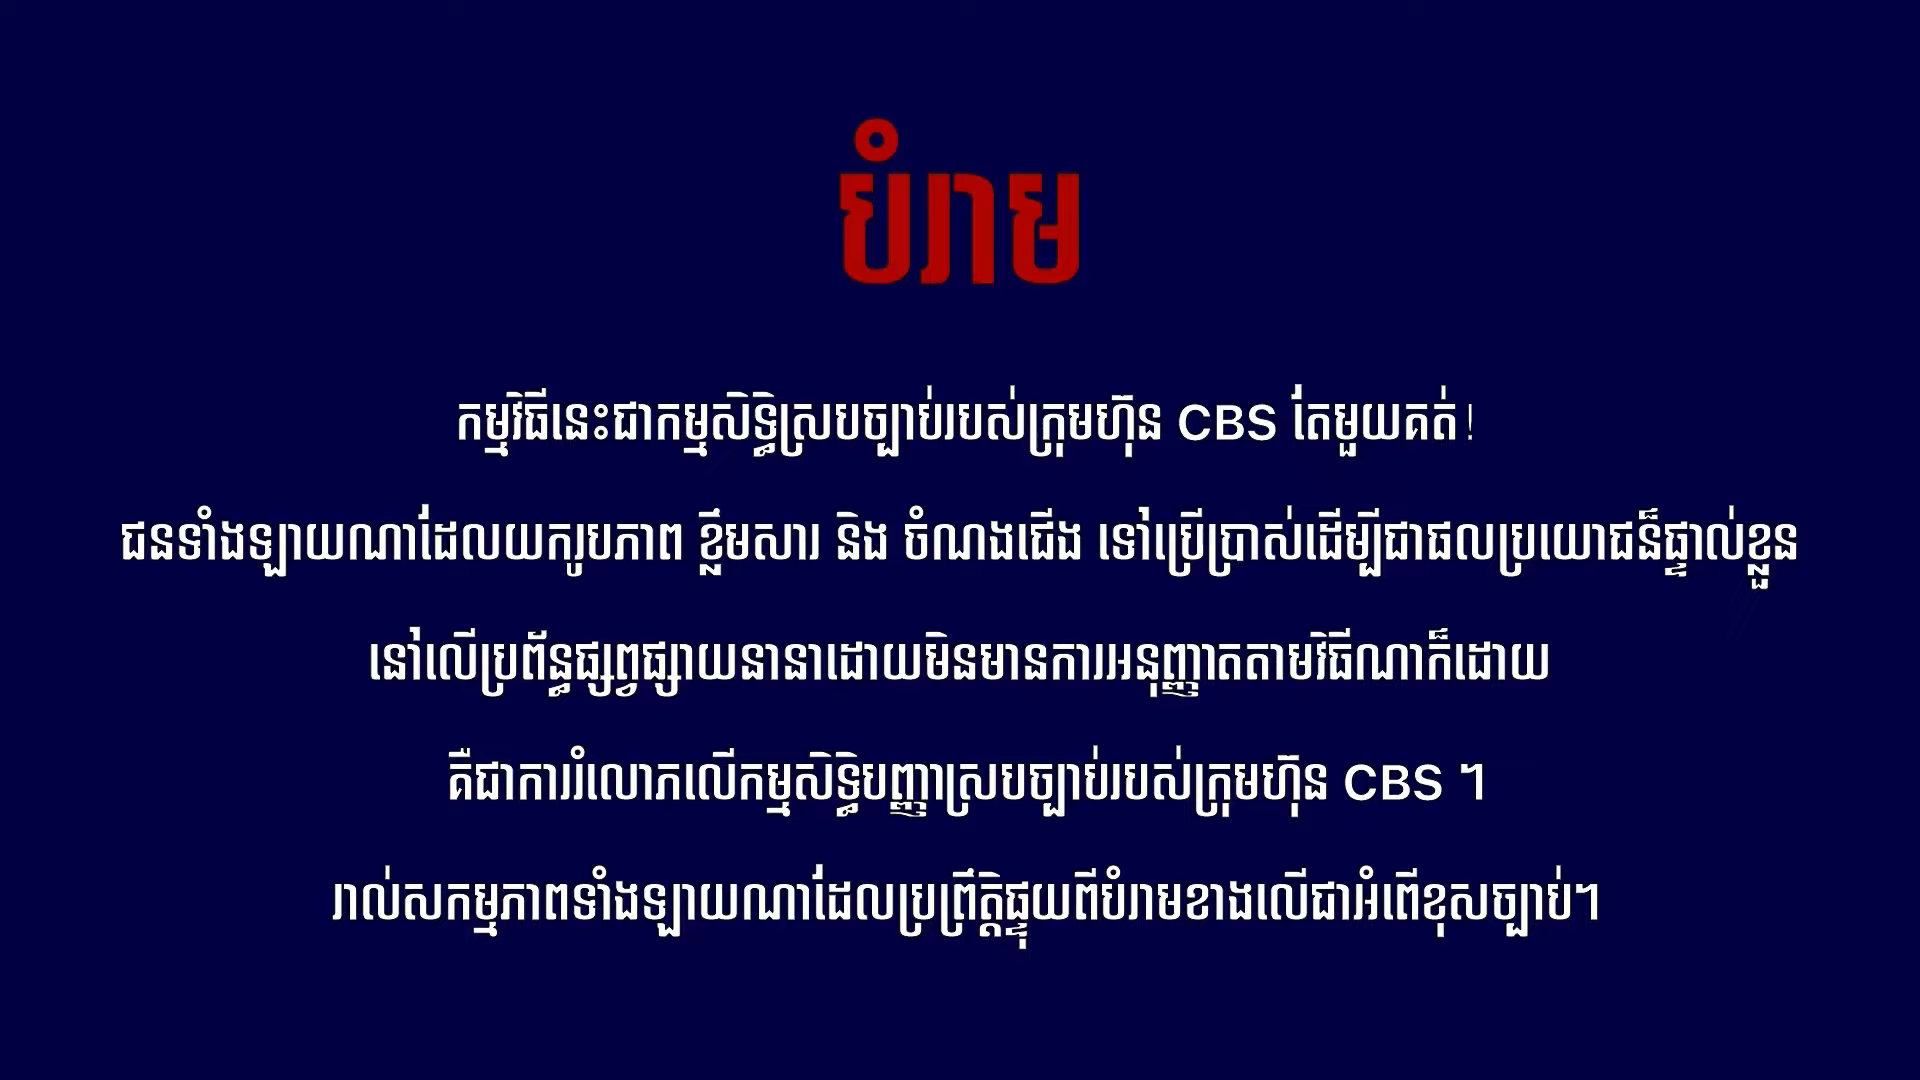 បំរាម
កម្មវិធីនេះជាកម្មសិទ្ធិស្របច្បាប់របស់ក្រុមហ៊ុន CBS តែមួយគត់!
ជនទាំងឡាយណាដែលយករូបភាព ខ្លឹមសារ និង ចំណងជើង ទៅប្រើប្រាស់ដើម្បីជាផលប្រយោជន៏ផ្ទាល់ខ្លួន
នៅលើប្រព័ន្ធផ្សព្វផ្សាយនានាដោយមិនមានការអនុញ្ញាតតាមវិធីណាក៏ដោយ
គឺជាការរំលោភលើកម្មសិទ្ធិបញ្ញាស្របច្បាប់របស់ក្រុមហ៊ុន CBS ។
រាល់សកម្មភាពទាំងឡាយណាដែលប្រព្រឹត្តិផ្ទុយពីបំរាមខាងលើជាអំពើខុសច្បាប់។